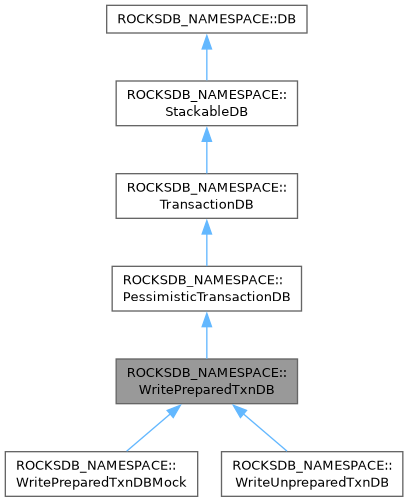 ROCKSDB_NAMESPACE::DB
ROCKSDB_NAMESPACE::
StackableDB
ROCKSDB_NAMESPACE::
TransactionDB
ROCKSDB_NAMESPACE::
PessimisticTransactionDB
ROCKSDB_NAMESPACE::
WritePreparedTxnDB
ROCKSDB_NAMESPACE::
WritePreparedTxnDBMock
ROCKSDB_NAMESPACE::
WriteUnpreparedTxnDB